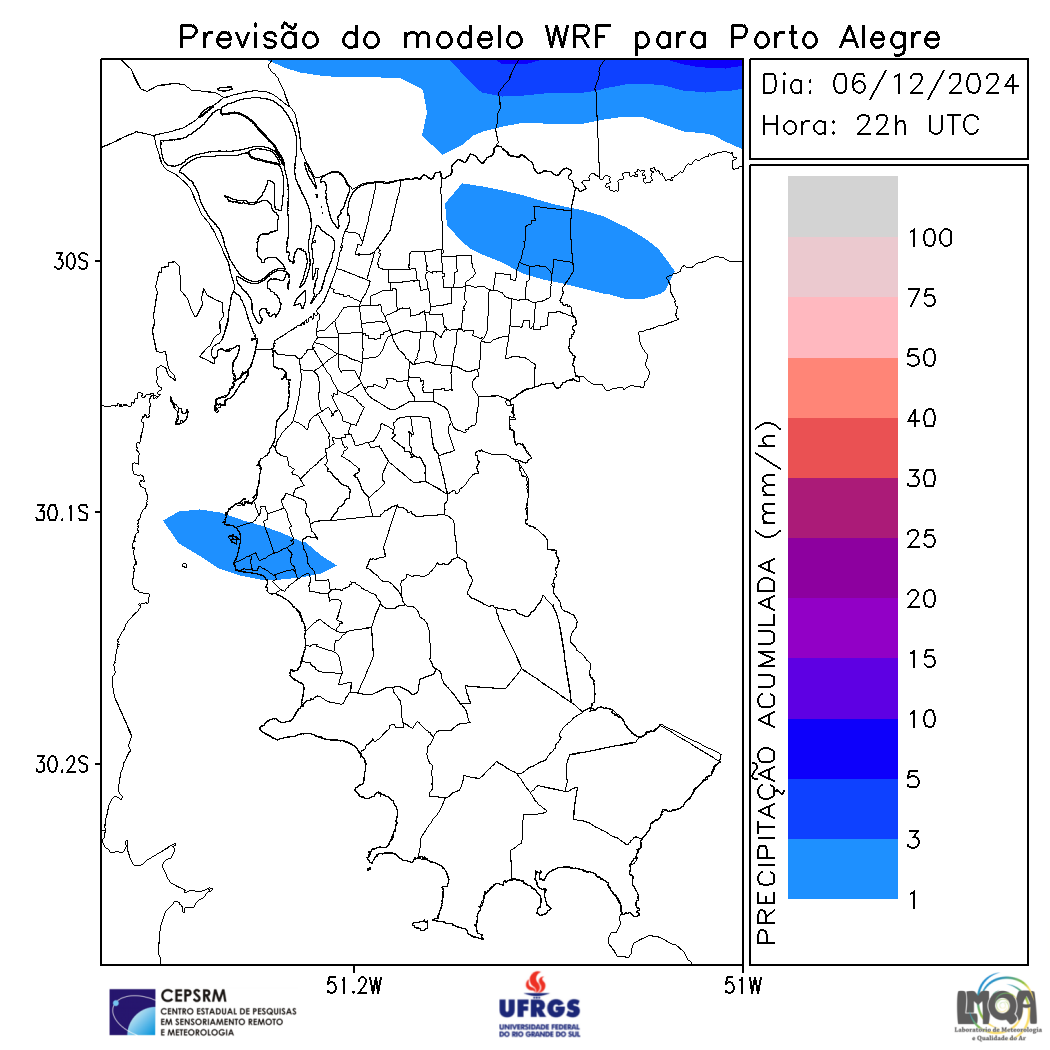 Previsão do modelo WRF para Porto Alegre
Dia: 06/12/2024
Hora: 22h UTC
PRECIPITAÇÃO ACUMULADA (mm/h)
100
75
50
40
30
25
20
15
10
5
3
1
30S
30.1S
30.2S
51.2W
51W
CEPSRM
CENTRO ESTADUAL DE PESQUISAS
EM SENSORIAMENTO REMOTO
E METEOROLOGIA
UFRGS
UNIVERSIDADE FEDERAL
DO RIO GRANDE DO SUL
LMQA
Laboratório de Meteorologia
e Qualidade do Ar